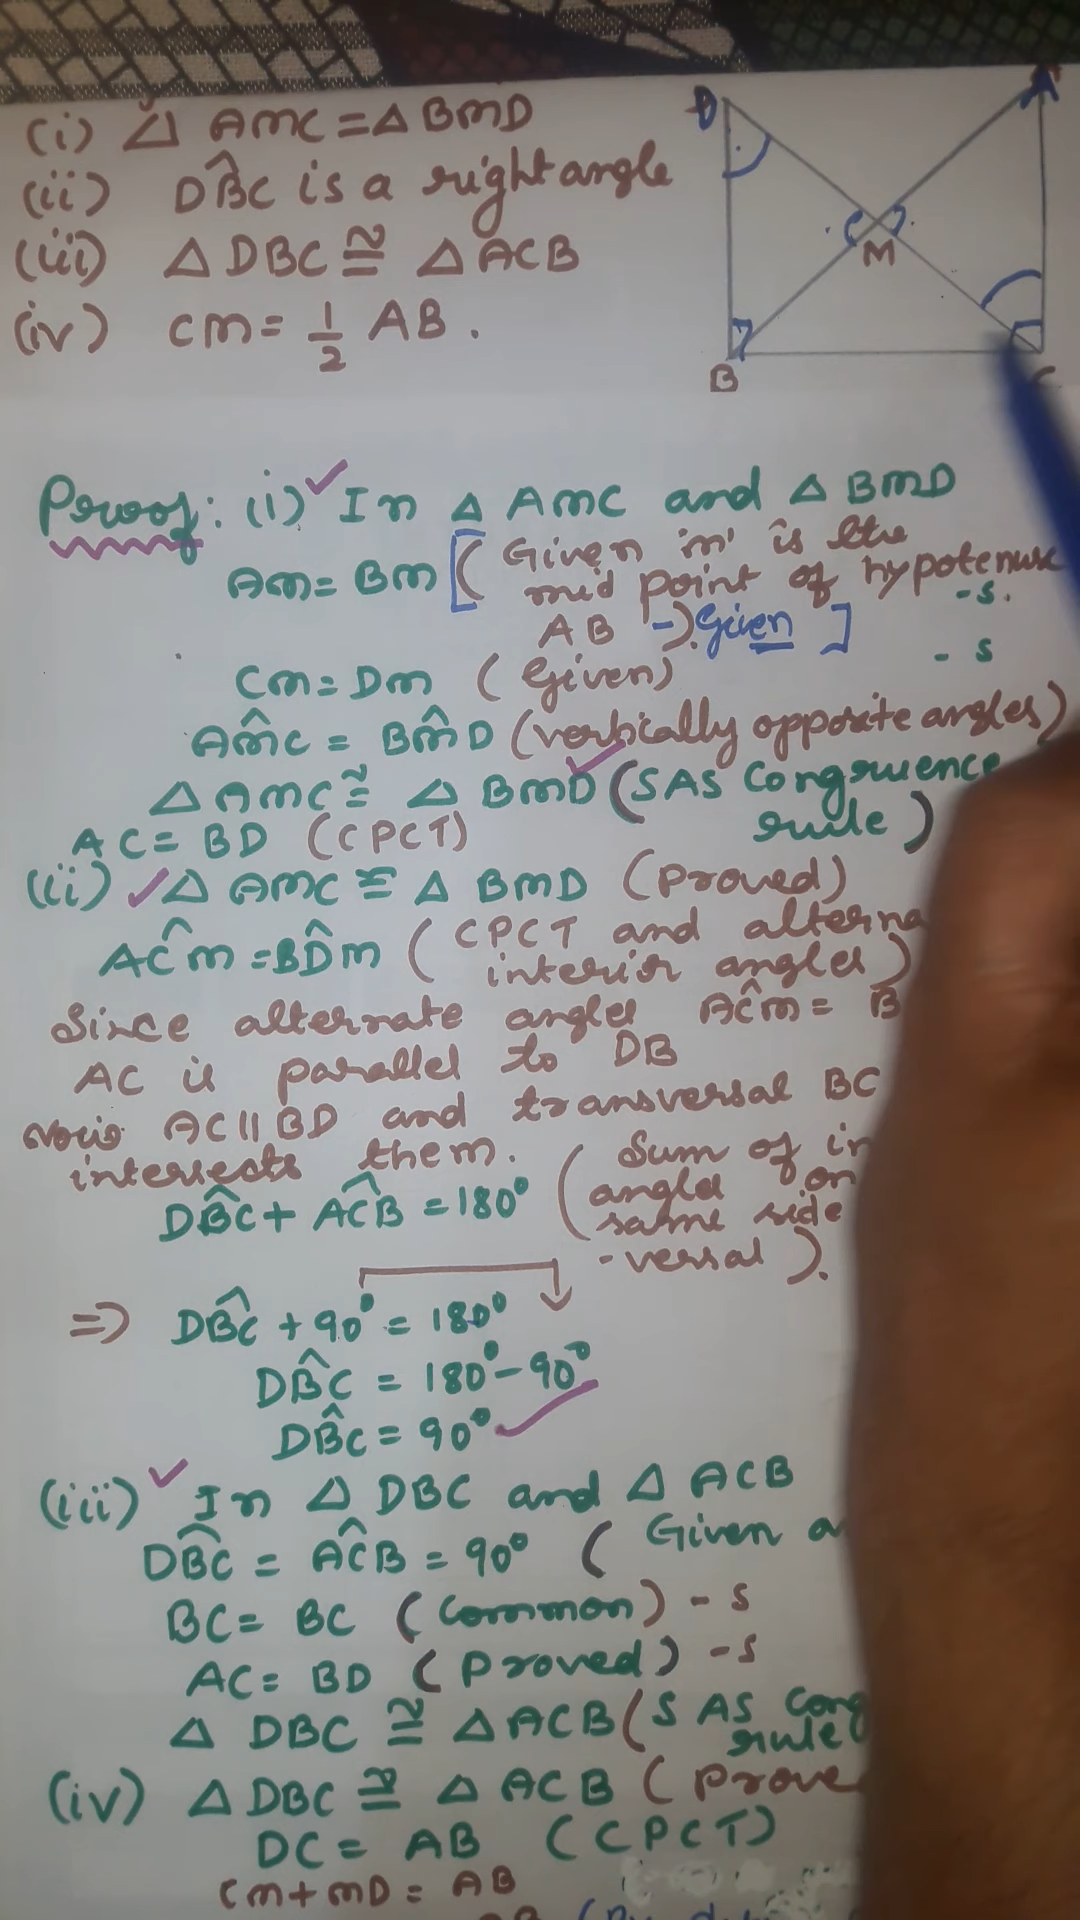 (i) △ AMC = △ BMD
(ii) DB̂C is a right angle
(iii) △ DBC ≅ △ ACB
(iv) CM = 1/2 AB.
D
A
M
B
Proof: (i) In △ AMC and △ BMD
AM = BM [( Given 'm' is the
mid point of hypotenuse
AB -) Given ] -S.
CM = DM (Given) - S
AM̂C = BM̂D (vertically opposite angles)
△ AMC ≅ △ BMD (SAS Congruence
rule)
AC = BD (CPCT)
(ii) △ AMC ≅ △ BMD (Proved)
AĈM = BD̂M ( CPCT and alterna
interior angles)
Since alternate angles AĈM = B
AC is parallel to DB
Now AC || BD and transversal BC
intersects them. ( Sum of in
DB̂C + AĈB = 180° angles on
same side
-versal ).
⇒ DB̂C + 90° = 180°
DB̂C = 180° - 90°
DB̂C = 90°
(iii) In △ DBC and △ ACB
DB̂C = AĈB = 90° ( Given a
BC = BC (Common) - S
AC = BD (Proved) - S
△ DBC ≅ △ ACB (SAS Cong
rule
(iv) △ DBC ≅ △ ACB (Prove
DC = AB (CPCT)
CM + MD = AB